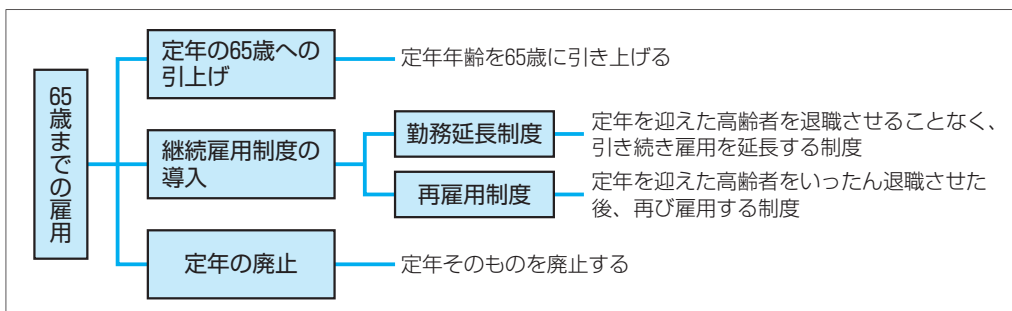 65歳までの雇用
定年の65歳への
引上げ
定年年齢を65歳に引き上げる
継続雇用制度の
導入
勤務延長制度
定年を迎えた高齢者を退職させることなく、
引き続き雇用を延長する制度
再雇用制度
定年を迎えた高齢者をいったん退職させた
後、再び雇用する制度
定年の廃止
定年そのものを廃止する